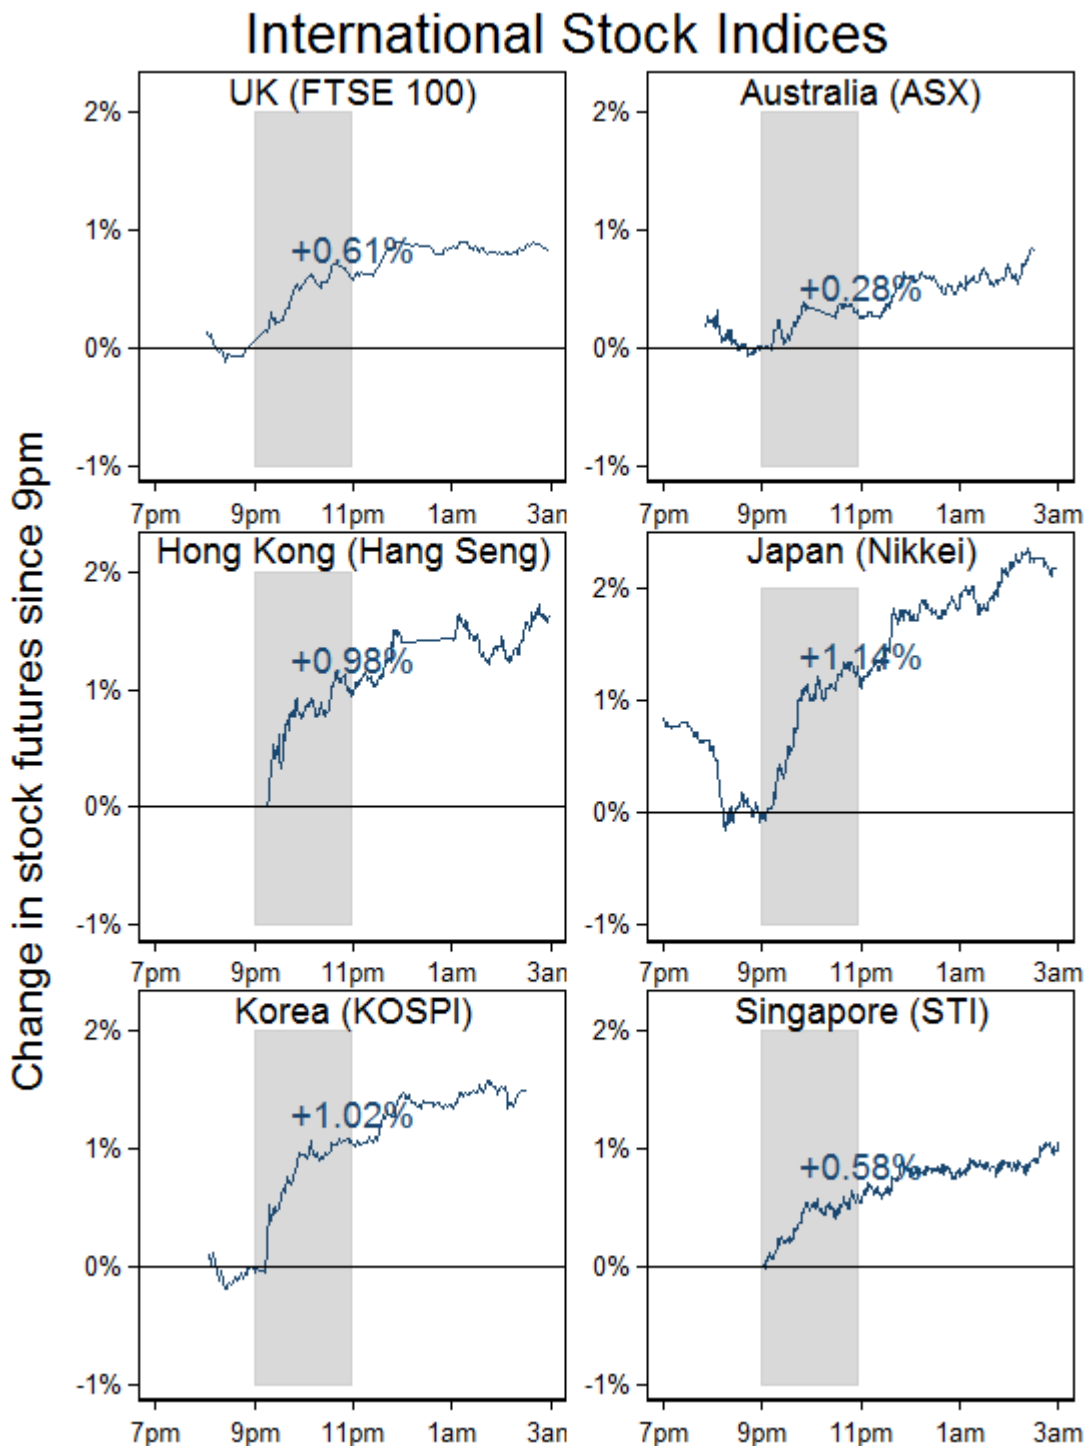 International Stock Indices
Change in stock futures since 9pm
UK (FTSE 100)
2%
1%
0%
-1%
+0.61%
7pm 9pm 11pm 1am 3am
Australia (ASX)
2%
1%
0%
-1%
+0.28%
7pm 9pm 11pm 1am 3am
Hong Kong (Hang Seng)
2%
1%
0%
-1%
+0.98%
7pm 9pm 11pm 1am 3am
Japan (Nikkei)
2%
1%
0%
-1%
+1.14%
7pm 9pm 11pm 1am 3am
Korea (KOSPI)
2%
1%
0%
-1%
+1.02%
7pm 9pm 11pm 1am 3am
Singapore (STI)
2%
1%
0%
-1%
+0.58%
7pm 9pm 11pm 1am 3am